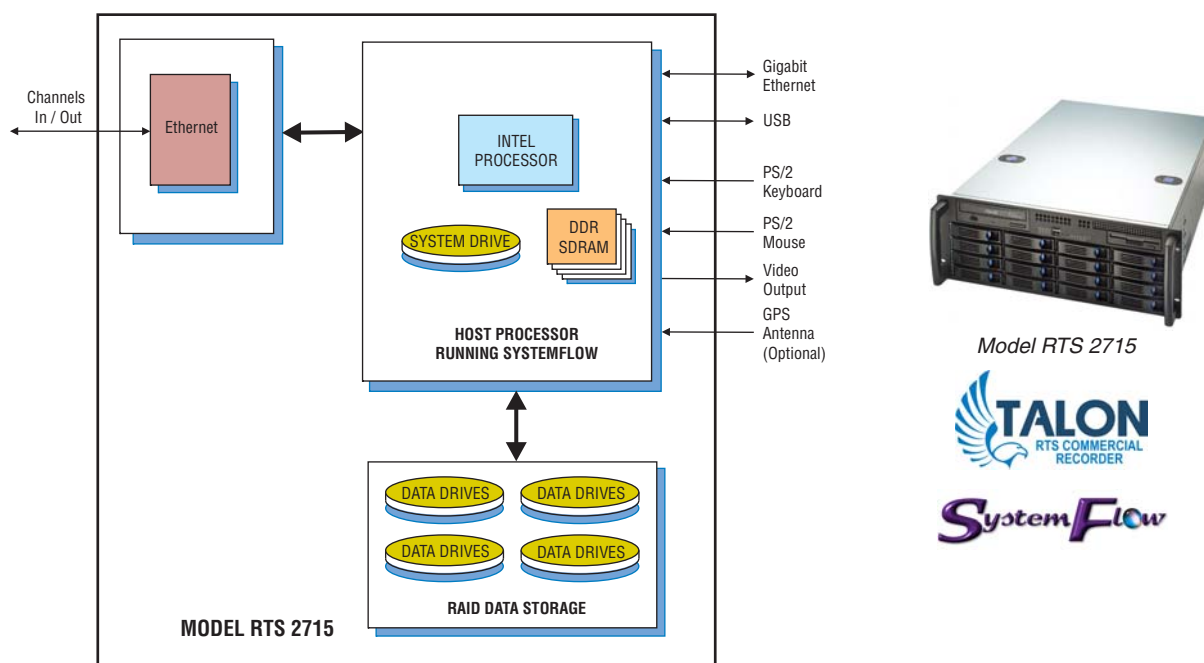 Channels
In / Out
Ethernet
INTEL
PROCESSOR
SYSTEM DRIVE
DDR
SDRAM
HOST PROCESSOR
RUNNING SYSTEMFLOW
Gigabit
Ethernet
USB
PS/2
Keyboard
PS/2
Mouse
Video
Output
GPS
Antenna
(Optional)
DATA DRIVES
DATA DRIVES
DATA DRIVES
DATA DRIVES
RAID DATA STORAGE
MODEL RTS 2715
Model RTS 2715
TALON
RTS COMMERCIAL
RECORDER
SystemFlow